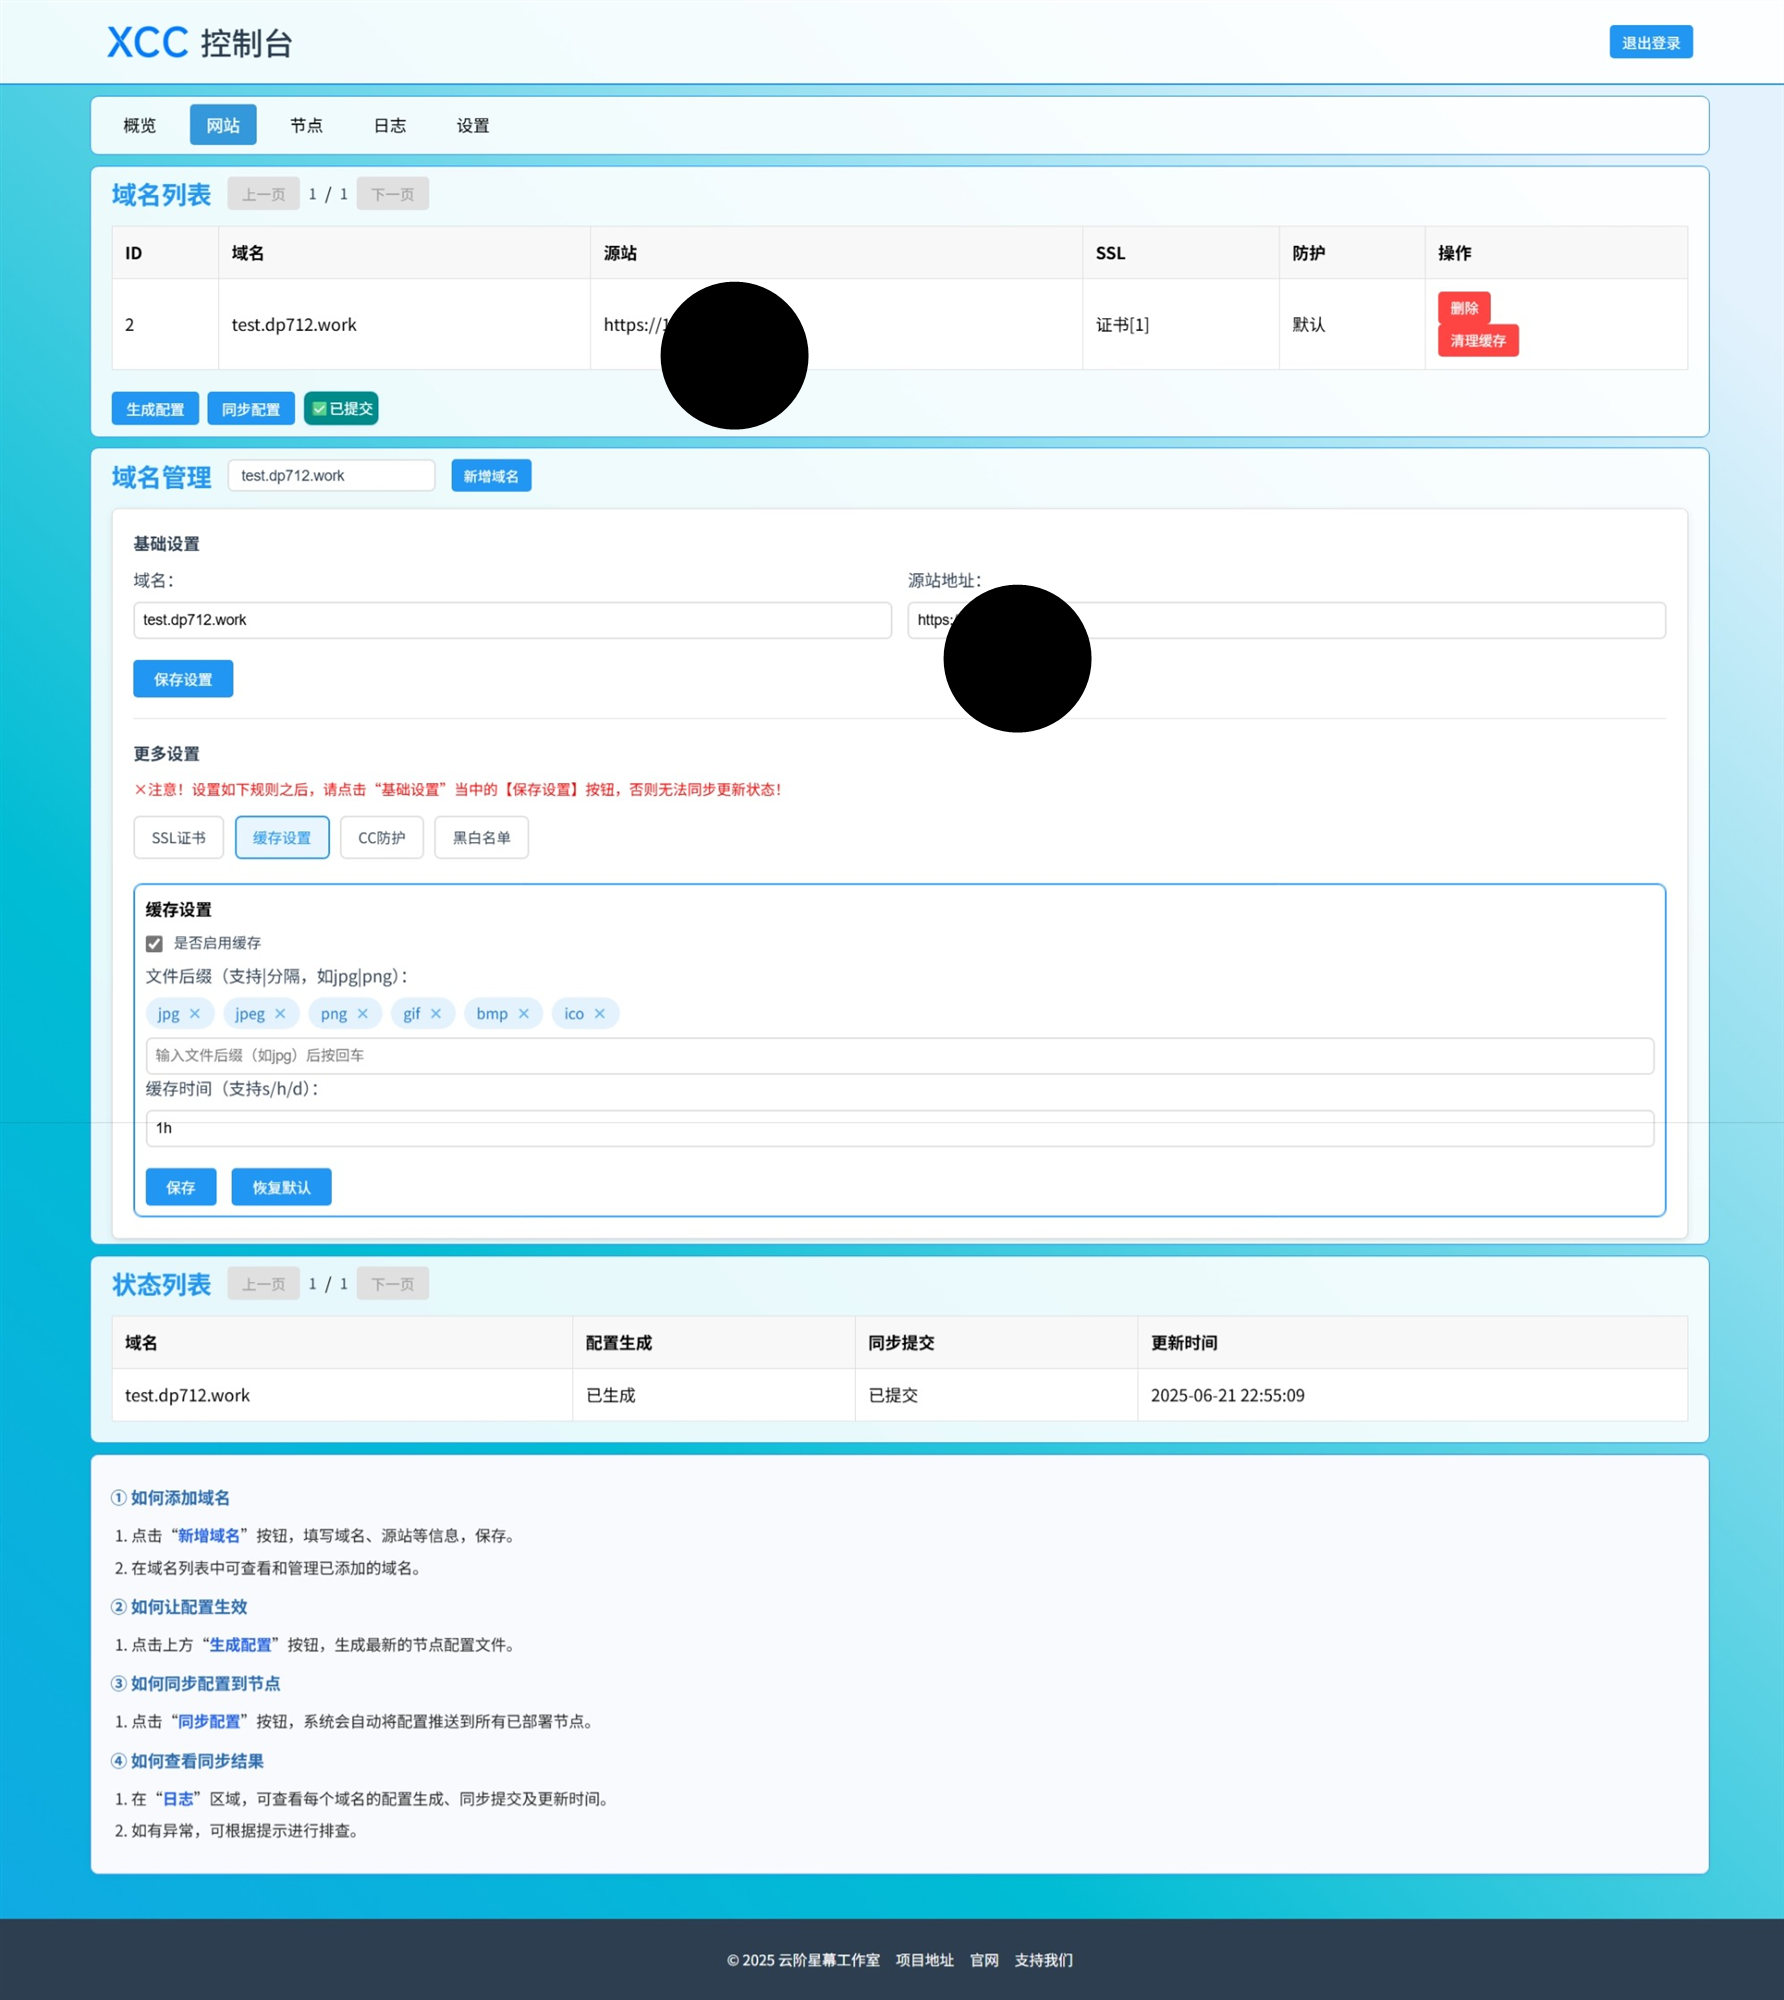 XCC 控制台
退出登录
概览 网站 节点 日志 设置
域名列表 上一页 1 / 1 下一页
ID 域名 源站 SSL 防护 操作
2 test.dp712.work https:// 证书[1] 默认 删除
清理缓存
生成配置 同步配置 ✅已提交
域名管理 test.dp712.work 新增域名
基础设置
域名： 源站地址：
test.dp712.work https:
保存设置
更多设置
×注意！设置如下规则之后，请点击“基础设置”当中的【保存设置】按钮，否则无法同步更新状态！
SSL证书 缓存设置 CC防护 黑白名单
缓存设置
是否启用缓存
文件后缀（支持|分隔，如jpg|png）：
jpg × jpeg × png × gif × bmp × ico ×
输入文件后缀（如jpg）后按回车
缓存时间（支持s/h/d）：
1h
保存 恢复默认
状态列表 上一页 1 / 1 下一页
域名 配置生成 同步提交 更新时间
test.dp712.work 已生成 已提交 2025-06-21 22:55:09
① 如何添加域名
1. 点击“新增域名”按钮，填写域名、源站等信息，保存。
2. 在域名列表中可查看和管理已添加的域名。
② 如何让配置生效
1. 点击上方“生成配置”按钮，生成最新的节点配置文件。
③ 如何同步配置到节点
1. 点击“同步配置”按钮，系统会自动将配置推送到所有已部署节点。
④ 如何查看同步结果
1. 在“日志”区域，可查看每个域名的配置生成、同步提交及更新时间。
2. 如有异常，可根据提示进行排查。
© 2025 云阶星幕工作室 项目地址 官网 支持我们